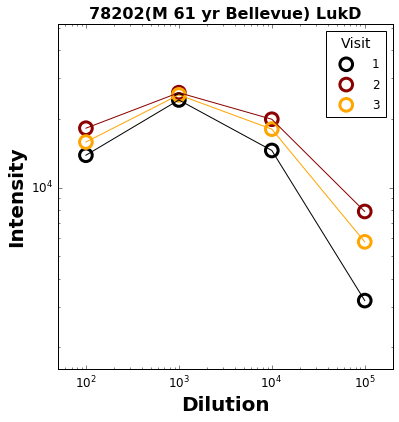 78202(M 61 yr Bellevue) LukD
Visit
1
2
3
Intensity
10^4
10^2 10^3 10^4 10^5
Dilution